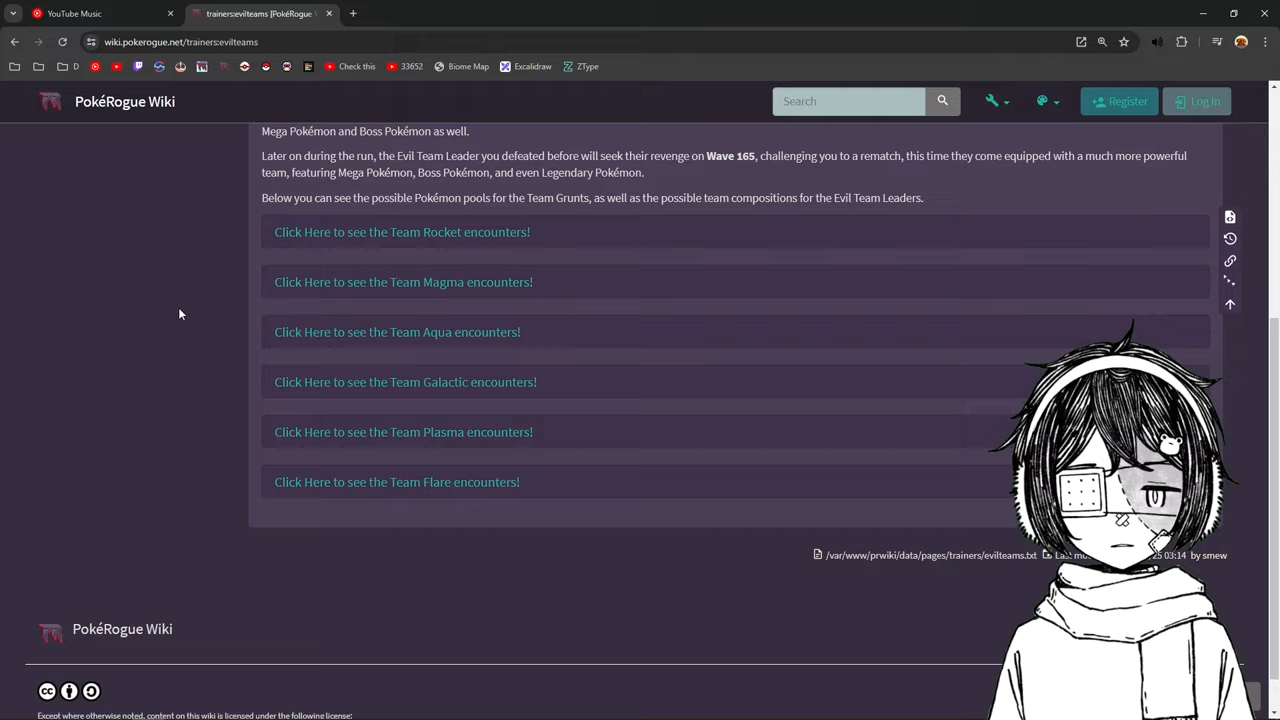 YouTube Music
trainers:evilteams [PokéRogue W
wiki.pokerogue.net/trainers:evilteams
D
Check this
33652
Biome Map
Excalidraw
ZType
PokéRogue Wiki
Search
Register
Log In
Mega Pokémon and Boss Pokémon as well.
Later on during the run, the Evil Team Leader you defeated before will seek their revenge on Wave 165, challenging you to a rematch, this time they come equipped with a much more powerful
team, featuring Mega Pokémon, Boss Pokémon, and even Legendary Pokémon.
Below you can see the possible Pokémon pools for the Team Grunts, as well as the possible team compositions for the Evil Team Leaders.
Click Here to see the Team Rocket encounters!
Click Here to see the Team Magma encounters!
Click Here to see the Team Aqua encounters!
Click Here to see the Team Galactic encounters!
Click Here to see the Team Plasma encounters!
Click Here to see the Team Flare encounters!
/var/www/prwiki/data/pages/trainers/evilteams.txt Last mo 25 03:14 by smew
PokéRogue Wiki
cc
Except where otherwise noted, content on this wiki is licensed under the following license: